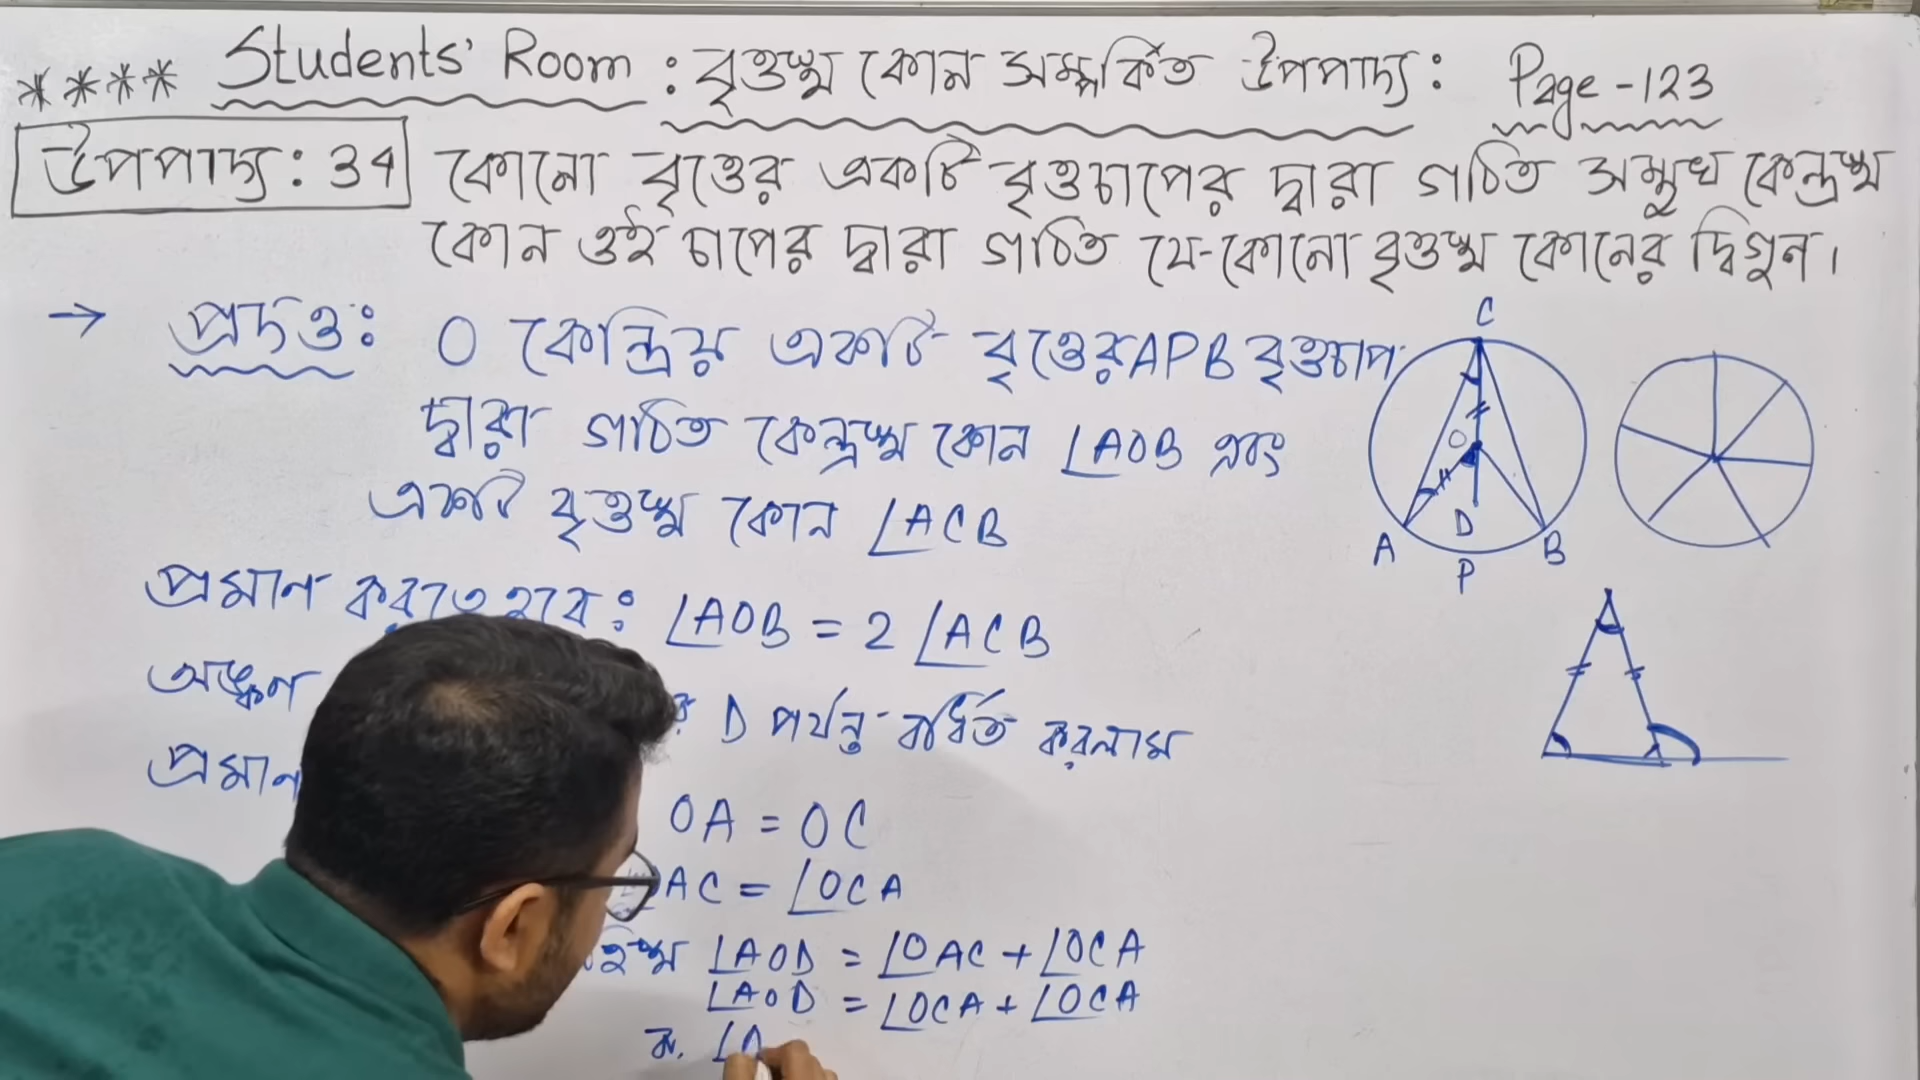 **** Students' Room : বৃত্তস্থ কোন সম্পর্কিত উপপাদ্য : Page - 123
উপপাদ্য : 34 কোনো বৃত্তের একটি বৃত্তচাপের দ্বারা গঠিত সম্মুখ কেন্দ্রস্থ
কোন ওই চাপের দ্বারা গঠিত যে-কোনো বৃত্তস্থ কোনের দ্বিগুন।
→ প্রদত্ত : O কেন্দ্রিয় একটি বৃত্তের APB বৃত্তচাপ
দ্বারা গঠিত কেন্দ্রস্থ কোন ∠AOB এবং
একটি বৃত্তস্থ কোন ∠ACB
প্রমান করতে হবে : ∠AOB = 2 ∠ACB
অঙ্কণ D পর্যন্ত বর্ধিত করলাম
প্রমান
OA = OC
AC = ∠OCA
∠AOD = ∠OAC + ∠OCA
∠AOD = ∠OCA + ∠OCA
বা,
C
O
A
D
B
P